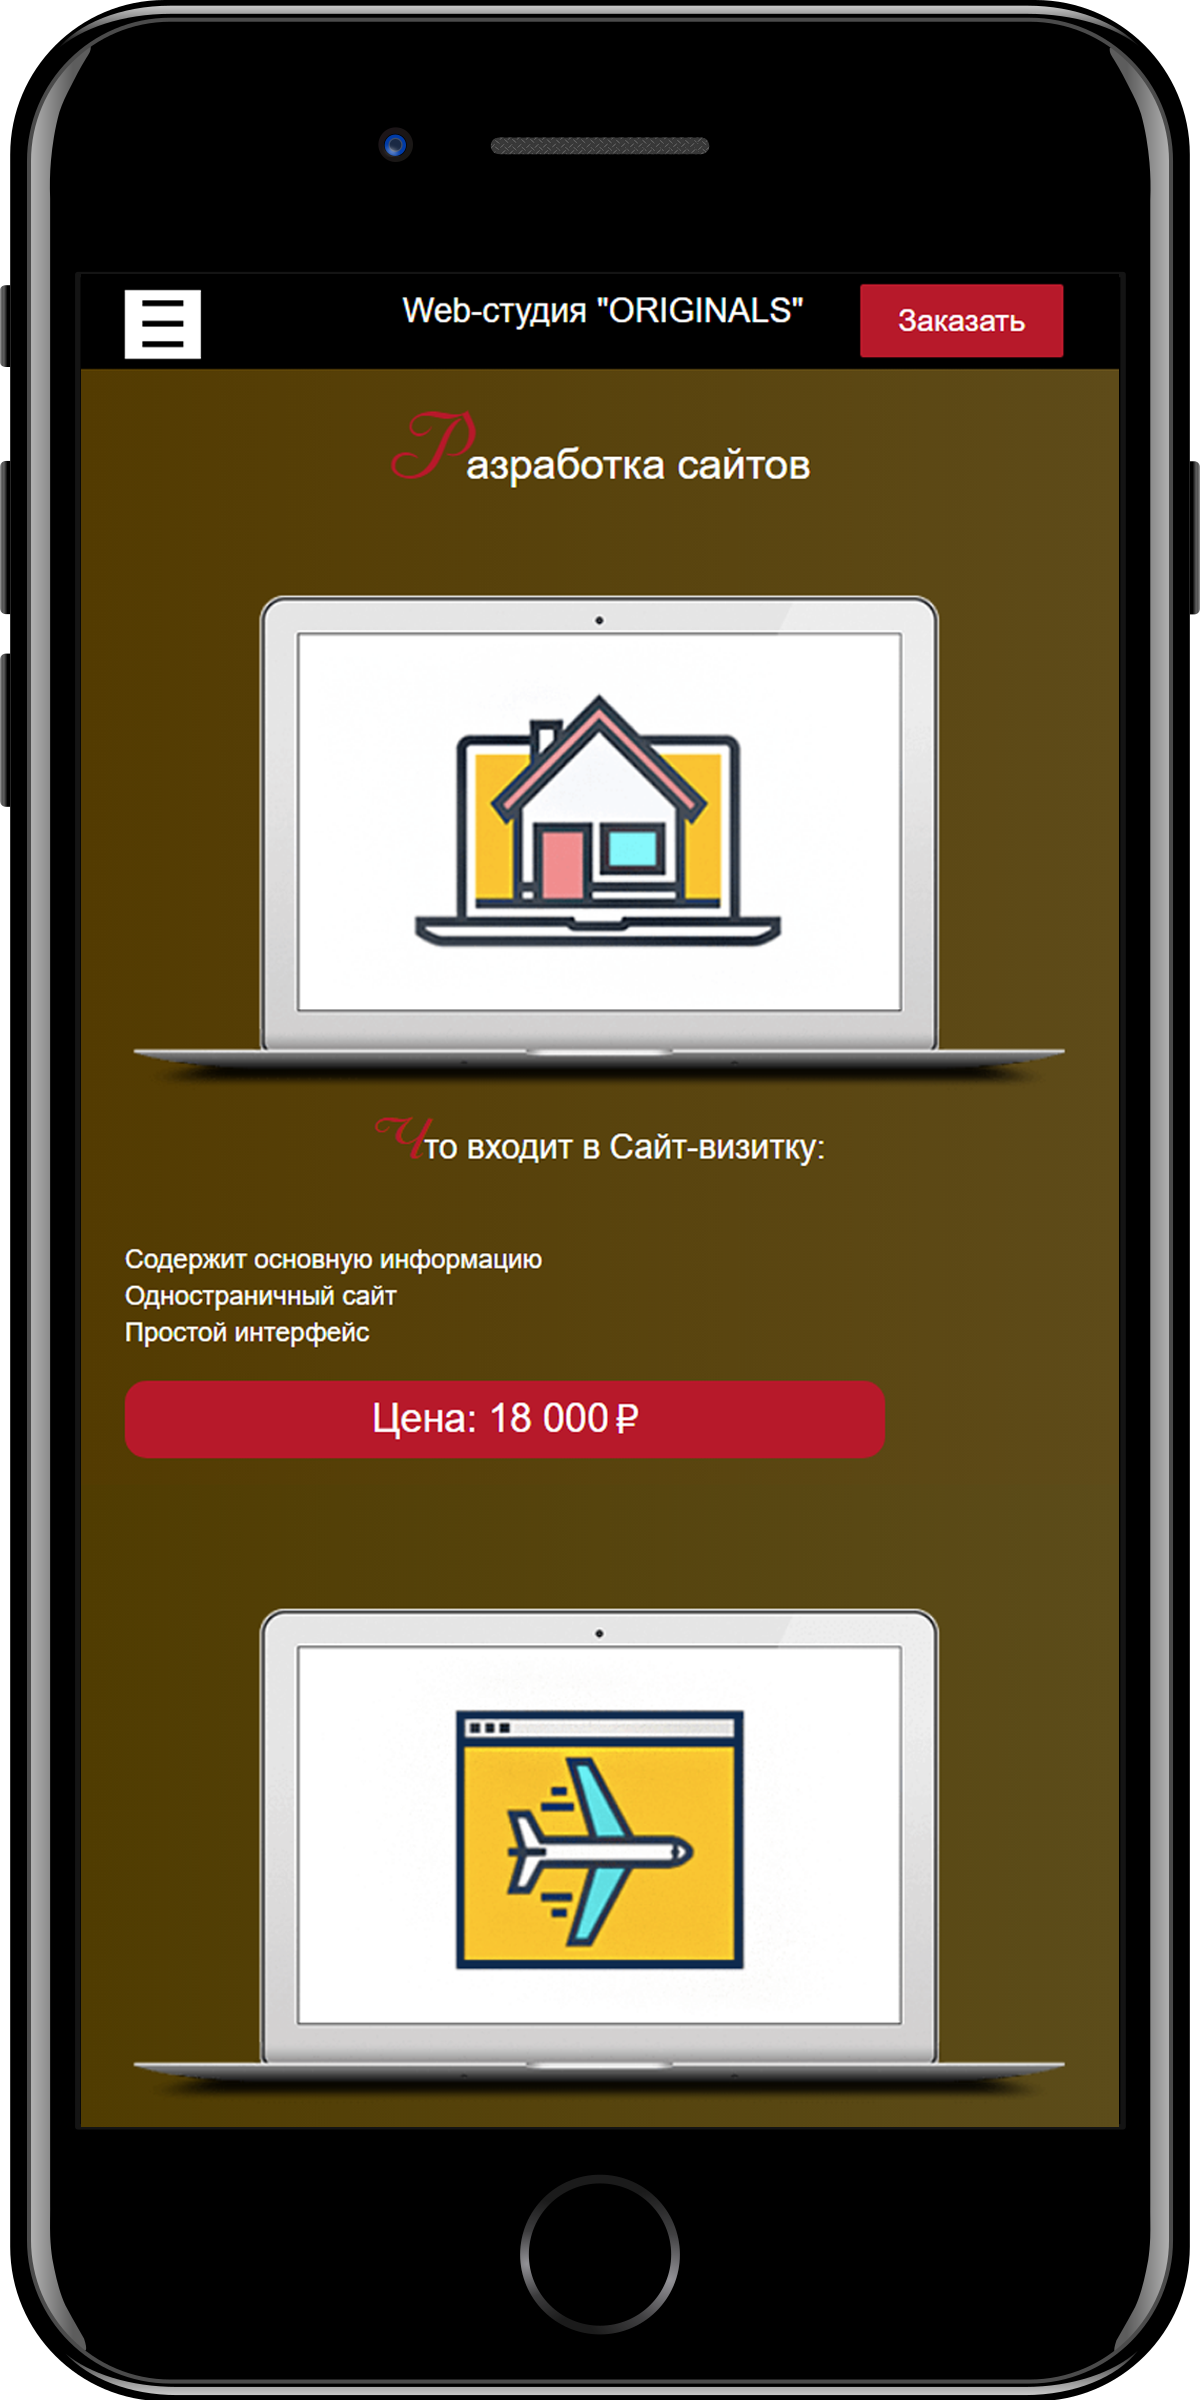 Web-студия "ORIGINALS"
Заказать
Разработка сайтов
Что входит в Сайт-визитку:
Содержит основную информацию
Одностраничный сайт
Простой интерфейс
Цена: 18 000 ₽